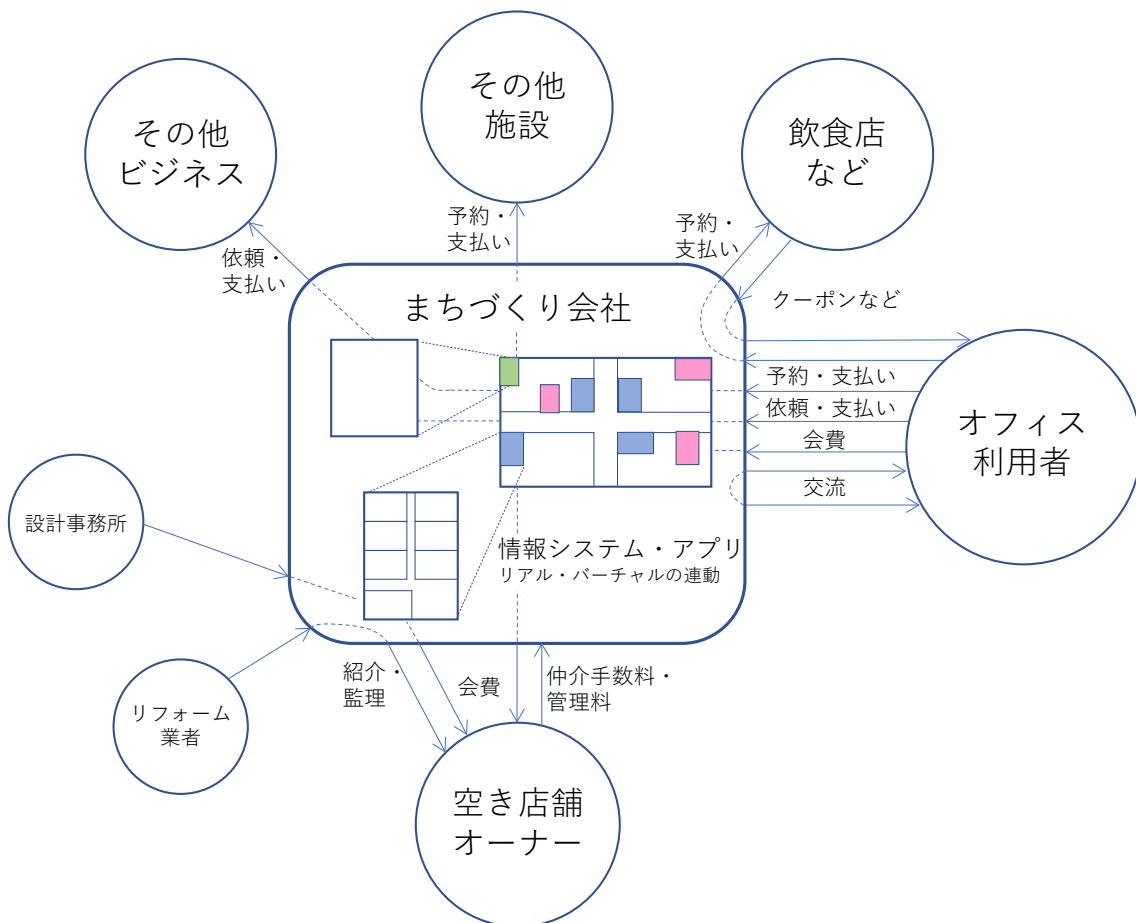 その他
施設
その他
ビジネス
飲食店
など
予約・
支払い
予約・
支払い
依頼・
支払い
クーポンなど
まちづくり会社
予約・支払い
依頼・支払い
会費
交流
オフィス
利用者
設計事務所
情報システム・アプリ
リアル・バーチャルの連動
紹介・
監理
会費
仲介手数料・
管理料
リフォーム
業者
空き店舗
オーナー